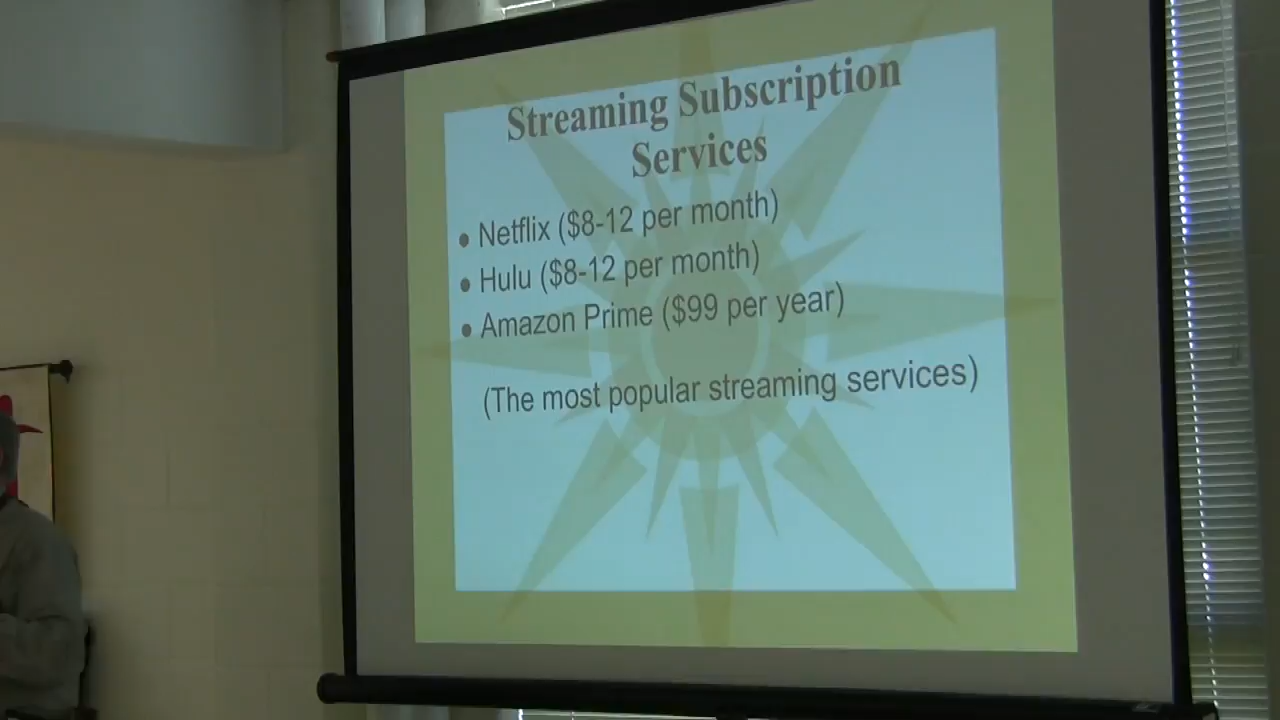 Streaming Subscription
Services
• Netflix ($8-12 per month)
• Hulu ($8-12 per month)
• Amazon Prime ($99 per year)
(The most popular streaming services)